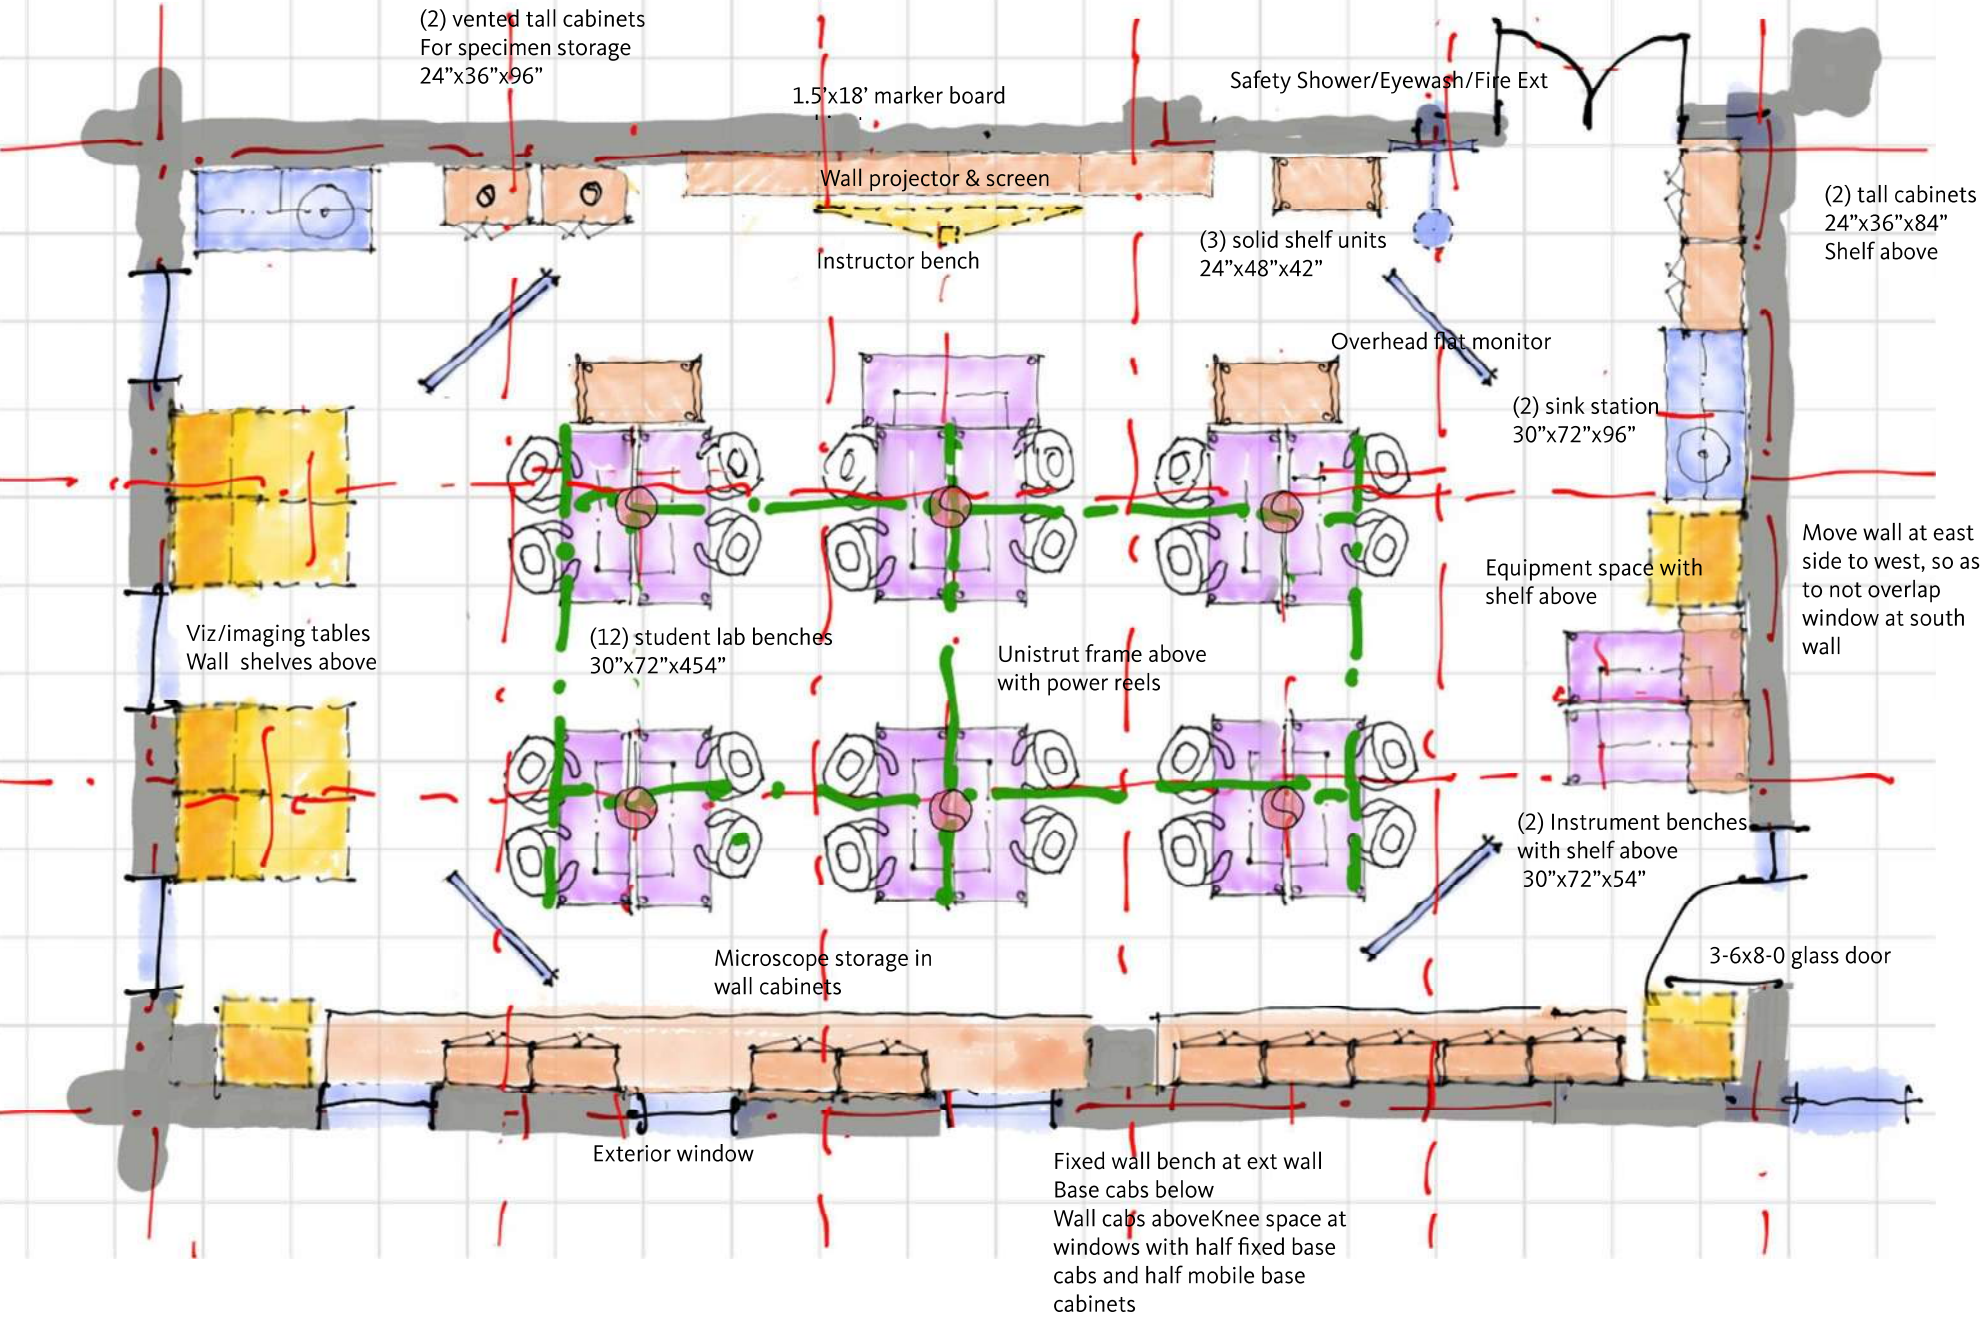 (2) vented tall cabinets
For specimen storage
24”x36”x96”
1.5’x18’ marker board
Safety Shower/Eyewash/Fire Ext
Wall projector & screen
(2) tall cabinets
24”x36”x84”
Shelf above
(3) solid shelf units
24”x48”x42”
Instructor bench
Overhead flat monitor
(2) sink station
30”x72”x96”
Move wall at east
side to west, so as
to not overlap
window at south
wall
Equipment space with
shelf above
Viz/imaging tables
Wall  shelves above
(12) student lab benches
30”x72”x454”
Unistrut frame above
with power reels
(2) Instrument benches
with shelf above
30”x72”x54”
Microscope storage in
wall cabinets
3-6x8-0 glass door
Exterior window
Fixed wall bench at ext wall
Base cabs below
Wall cabs aboveKnee space at
windows with half fixed base
cabs and half mobile base
cabinets